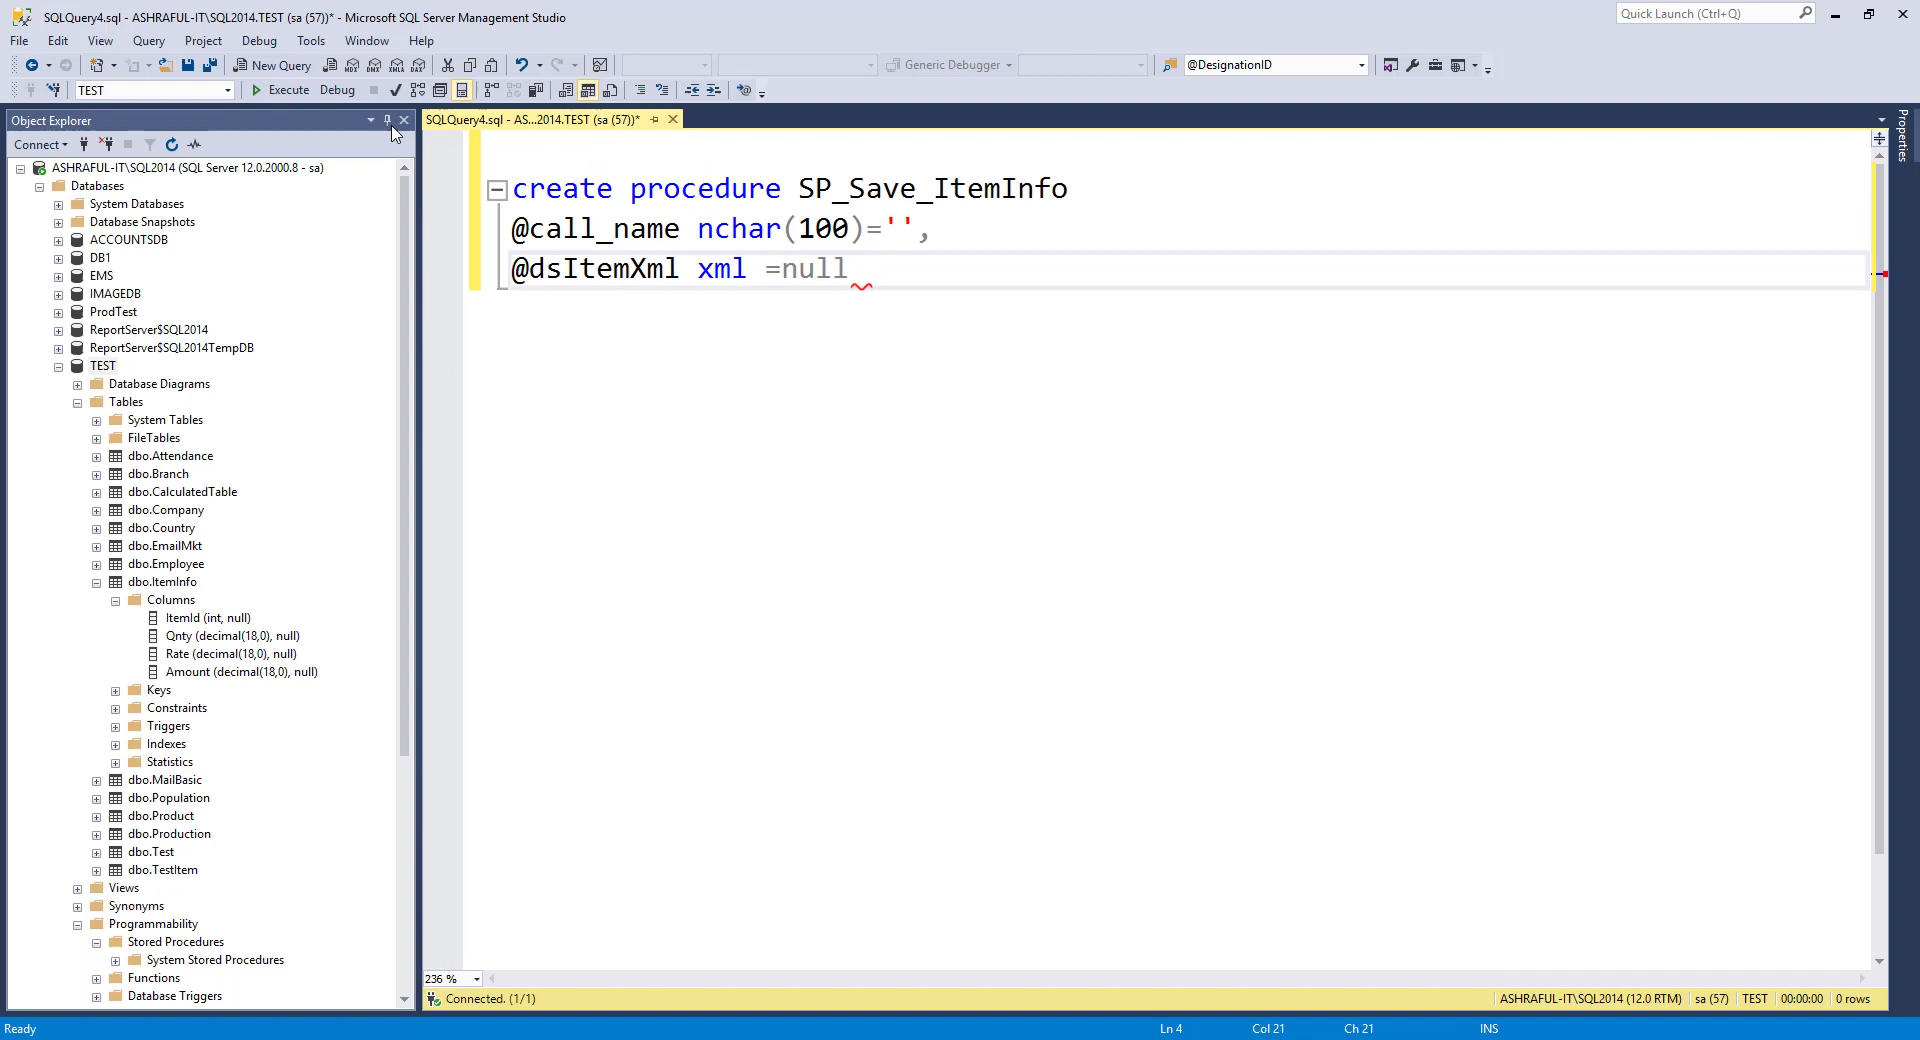 SQLQuery4.sql - ASHRAFUL-IT\SQL2014.TEST (sa (57))* - Microsoft SQL Server Management Studio
Quick Launch (Ctrl+Q)
File Edit View Query Project Debug Tools Window Help
New Query MDX DMX XMLA DAX Generic Debugger @DesignationID
TEST Execute Debug
Object Explorer
SQLQuery4.sql - AS...2014.TEST (sa (57))*
Properties
Connect
ASHRAFUL-IT\SQL2014 (SQL Server 12.0.2000.8 - sa)
Databases
System Databases
Database Snapshots
ACCOUNTSDB
DB1
EMS
IMAGEDB
ProdTest
ReportServer$SQL2014
ReportServer$SQL2014TempDB
TEST
Database Diagrams
Tables
System Tables
FileTables
dbo.Attendance
dbo.Branch
dbo.CalculatedTable
dbo.Company
dbo.Country
dbo.EmailMkt
dbo.Employee
dbo.ItemInfo
Columns
ItemId (int, null)
Qnty (decimal(18,0), null)
Rate (decimal(18,0), null)
Amount (decimal(18,0), null)
Keys
Constraints
Triggers
Indexes
Statistics
dbo.MailBasic
dbo.Population
dbo.Product
dbo.Production
dbo.Test
dbo.TestItem
Views
Synonyms
Programmability
Stored Procedures
System Stored Procedures
Functions
Database Triggers
create procedure SP_Save_ItemInfo
@call_name nchar(100)='',
@dsItemXml xml =null
236 %
Connected. (1/1)
ASHRAFUL-IT\SQL2014 (12.0 RTM) sa (57) TEST 00:00:00 0 rows
Ready Ln 4 Col 21 Ch 21 INS